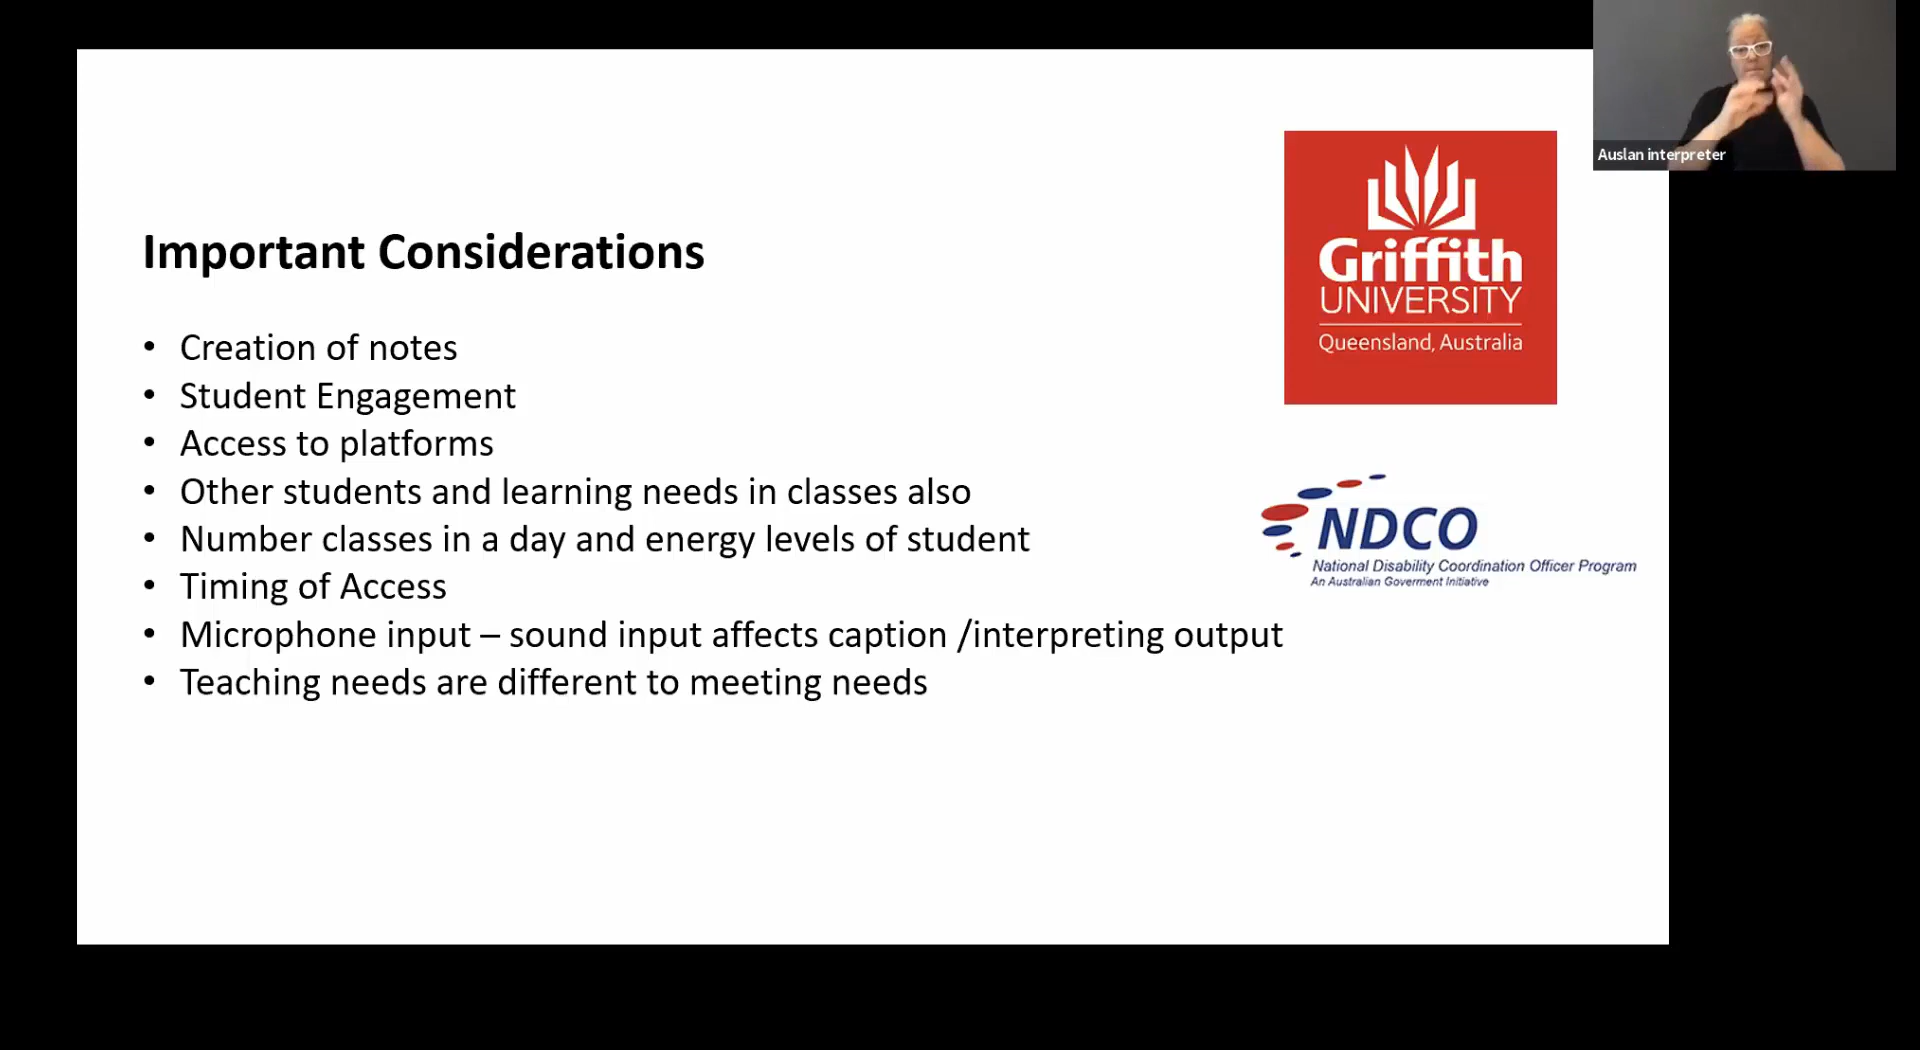 Auslan interpreter
Griffith
UNIVERSITY
Queensland, Australia
Important Considerations
• Creation of notes
• Student Engagement
• Access to platforms
• Other students and learning needs in classes also
• Number classes in a day and energy levels of student
• Timing of Access
• Microphone input – sound input affects caption /interpreting output
• Teaching needs are different to meeting needs
NDCO
National Disability Coordination Officer Program
An Australian Goverment Initiative